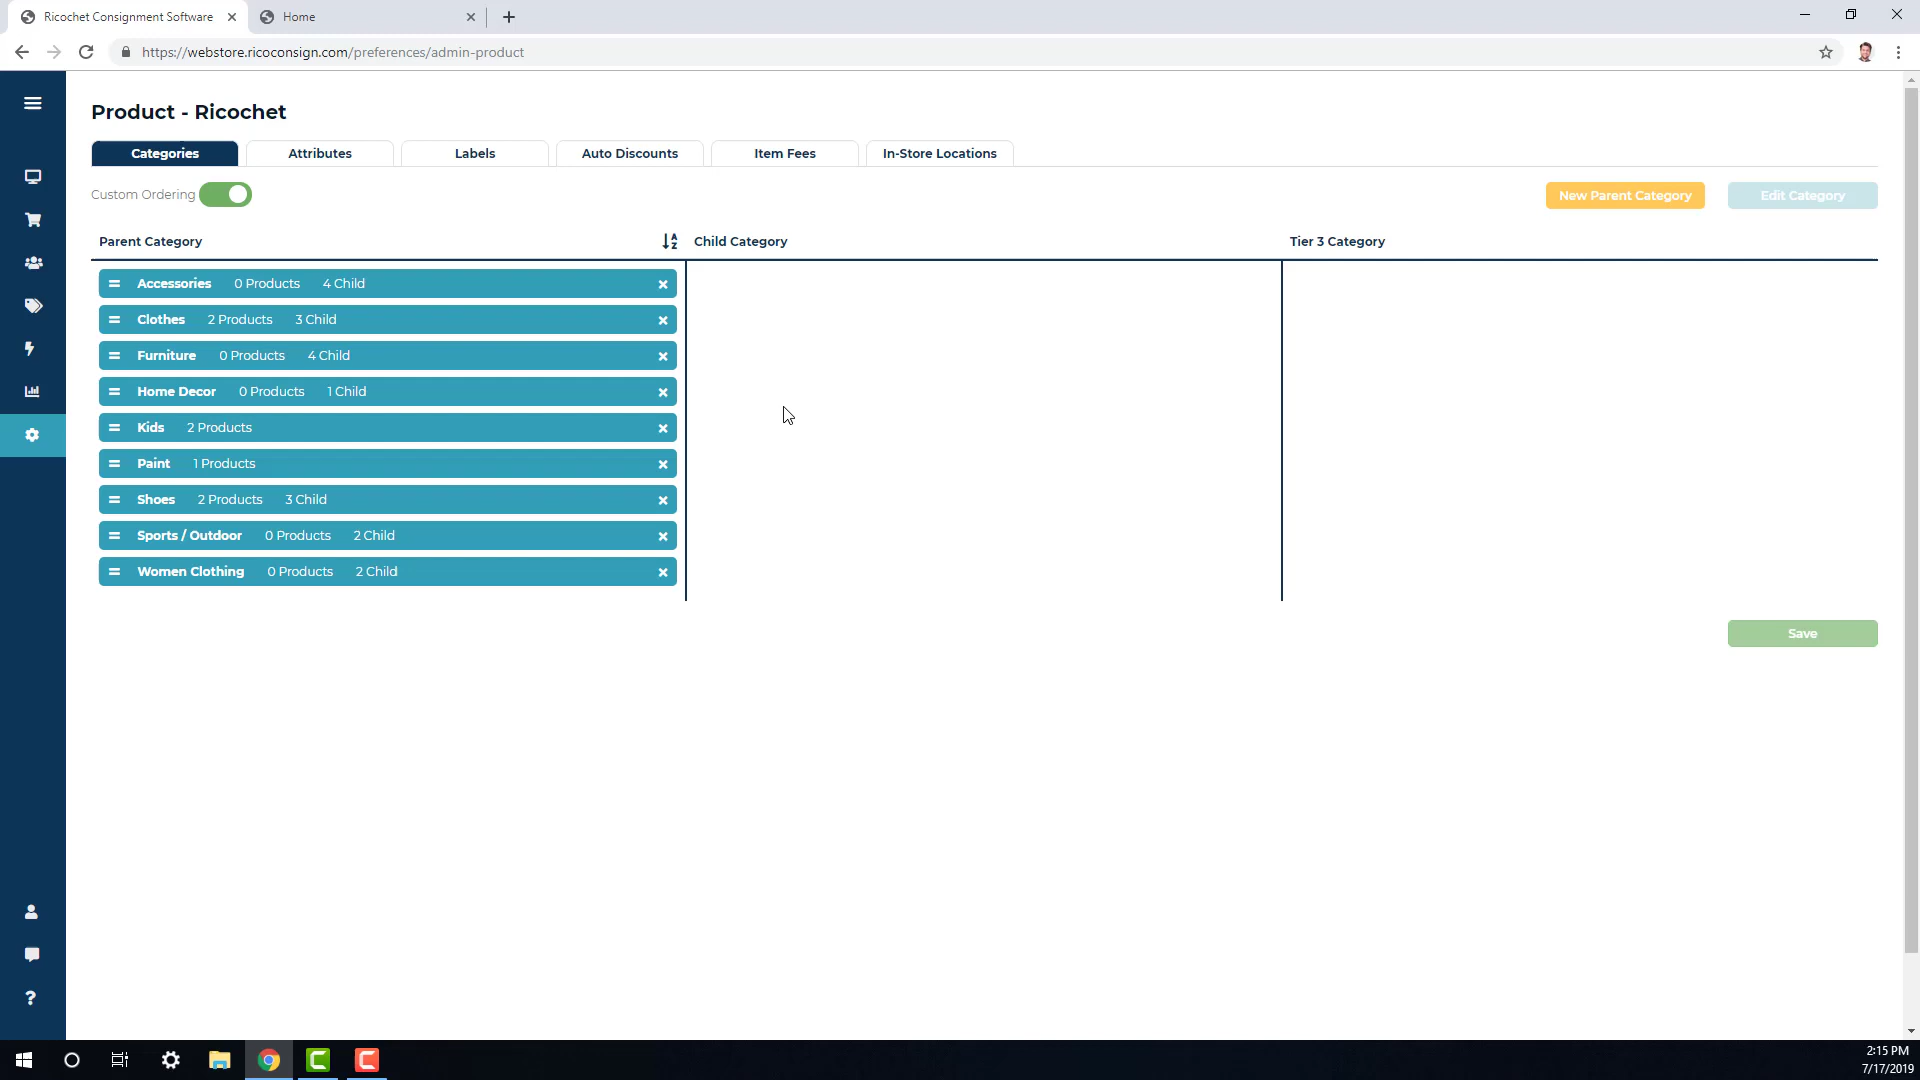 Ricochet Consignment Software
Home
https://webstore.ricoconsign.com/preferences/admin-product
Product - Ricochet
Categories
Attributes
Labels
Auto Discounts
Item Fees
In-Store Locations
Custom Ordering
New Parent Category
Edit Category
Parent Category
Child Category
Tier 3 Category
Accessories 0 Products 4 Child
Clothes 2 Products 3 Child
Furniture 0 Products 4 Child
Home Decor 0 Products 1 Child
Kids 2 Products
Paint 1 Products
Shoes 2 Products 3 Child
Sports / Outdoor 0 Products 2 Child
Women Clothing 0 Products 2 Child
Save
2:15 PM
7/17/2019